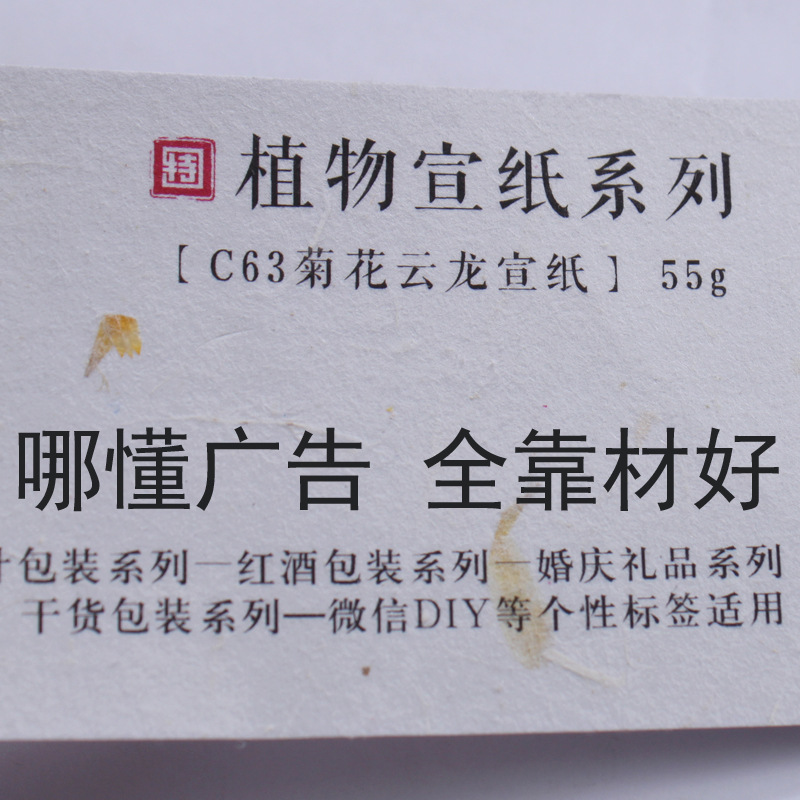 特 植物宣纸系列
【C63菊花云龙宣纸】 55g
哪懂广告 全靠材好
包装系列一红酒包装系列一婚庆礼品系列
干货包装系列—微信DIY等个性标签适用